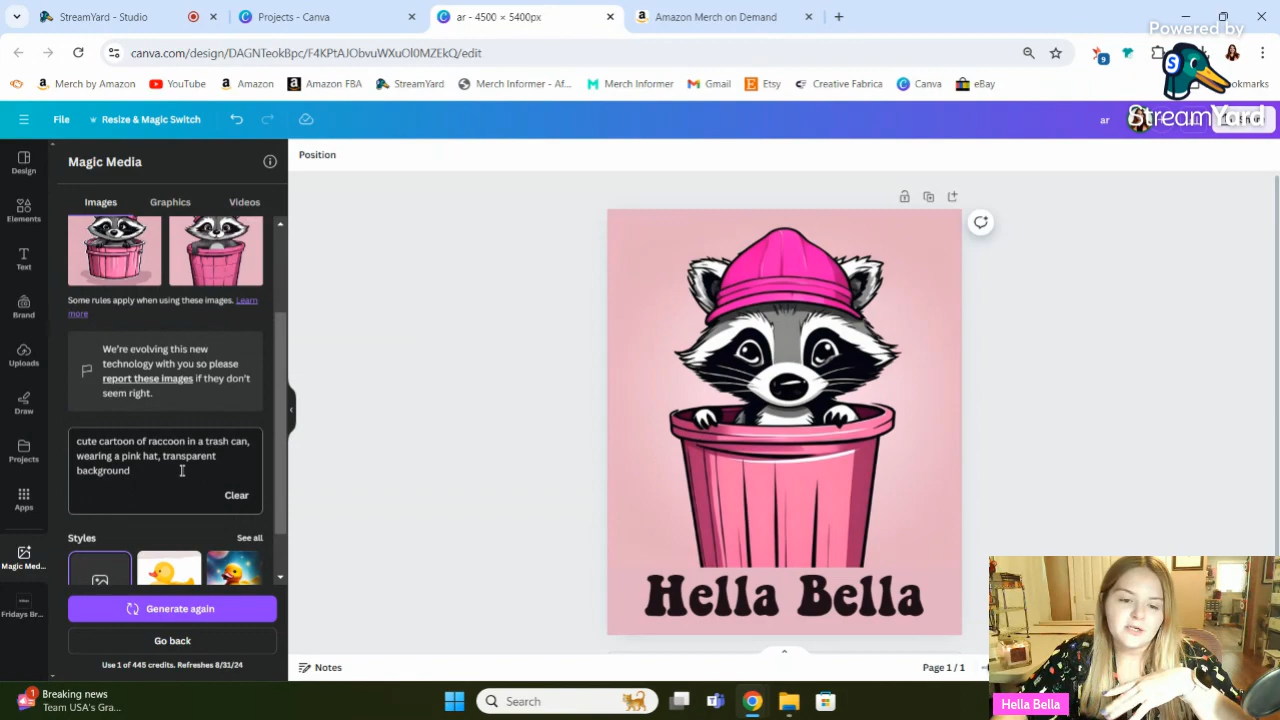 StreamYard - Studio
Projects - Canva
ar - 4500 × 5400px
Amazon Merch on Demand
Powered by
canva.com/design/DAGNTeokBpc/F4KPtAJObvuWXuOl0MZEkQ/edit
9
Merch by Amazon
YouTube
Amazon
Amazon FBA
StreamYard
Merch Informer - Af...
Merch Informer
Gmail
Etsy
Creative Fabrica
Canva
eBay
StreamYard
File
Resize & Magic Switch
ar
Design
Elements
Text
Brand
Uploads
Draw
Projects
Apps
Magic Med...
Fridays Br...
Magic Media
Images
Graphics
Videos
Some rules apply when using these images. Learn
more
We're evolving this new
technology with you so please
report these images if they don't
seem right.
cute cartoon of raccoon in a trash can,
wearing a pink hat, transparent
background
Clear
Styles
See all
Generate again
Go back
Use 1 of 445 credits. Refreshes 8/31/24
Position
Hella Bella
Notes
Page 1 / 1
Hella Bella
1
Breaking news
Team USA's Gra...
Search